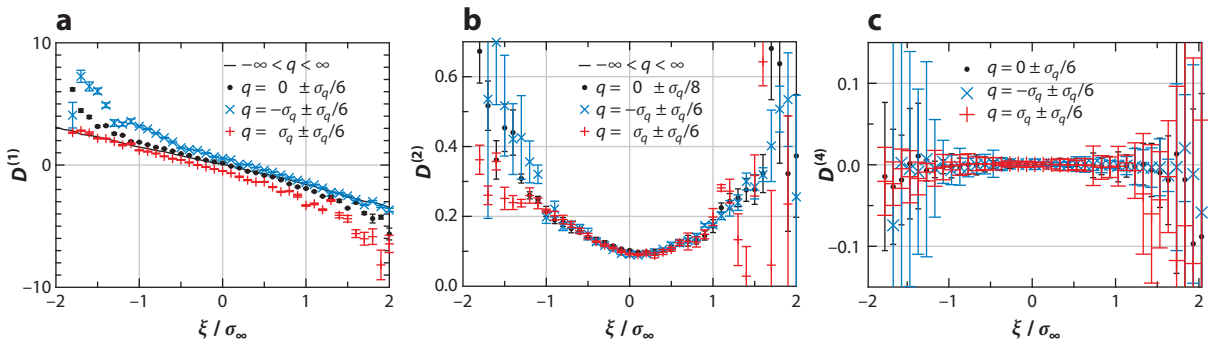 a
10
0
−10
−2
−1
0
1
2
D(1)
ξ / σ∞
−∞ < q < ∞
q = 0 ± σq/6
q = −σq ± σq/6
q = σq ± σq/6
b
0.6
0.4
0.2
0.0
−2
−1
0
1
2
D(2)
ξ / σ∞
−∞ < q < ∞
q = 0 ± σq/8
q = −σq ± σq/6
q = σq ± σq/6
c
0.1
0.0
−0.1
−2
−1
0
1
2
D(4)
ξ / σ∞
q = 0 ± σq/6
q = −σq ± σq/6
q = σq ± σq/6